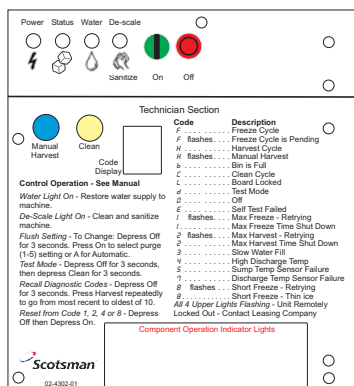 Power Status Water De-scale
Sanitize On Off
Technician Section
Manual
Harvest
Clean
Code
Display
Code Description
F . . . . . . . . . Freeze Cycle
F flashes . . . Freeze Cycle is Pending
H . . . . . . . . . Harvest Cycle
H flashes . . . Manual Harvest
b . . . . . . . . . Bin is Full
C . . . . . . . . . Clean Cycle
L . . . . . . . . . Board Locked
d . . . . . . . . . Test Mode
O . . . . . . . . . Off
E . . . . . . . . . Self Test Failed
1 flashes . . . Max Freeze - Retrying
1 . . . . . . . . . Max Freeze Time Shut Down
2 flashes . . . Max Harvest - Retrying
2 . . . . . . . . . Max Harvest Time Shut Down
3 . . . . . . . . . Slow Water Fill
4 . . . . . . . . . High Discharge Temp
5 . . . . . . . . . Sump Temp Sensor Failure
7 . . . . . . . . . Discharge Temp Sensor Failure
8 flashes . . . Short Freeze - Retrying
8 . . . . . . . . . Short Freeze - Thin ice
All 4 Upper Lights Flashing - Unit Remotely
Locked Out - Contact Leasing Company
Control Operation - See Manual
Water Light On - Restore water supply to
machine.
De-Scale Light On - Clean and sanitize
machine.
Flush Setting - To Change: Depress Off
for 3 seconds. Press On to select purge
(1-5) setting or A for Automatic.
Test Mode - Depress Off for 3 seconds,
then depress Clean for 3 seconds.
Recall Diagnostic Codes - Depress Off
for 3 seconds. Press Harvest repeatedly
to go from most recent to oldest of 10.
Reset from Code 1, 2, 4 or 8 - Depress
Off then Depress On.
Component Operation Indicator Lights
Scotsman
02-4302-01